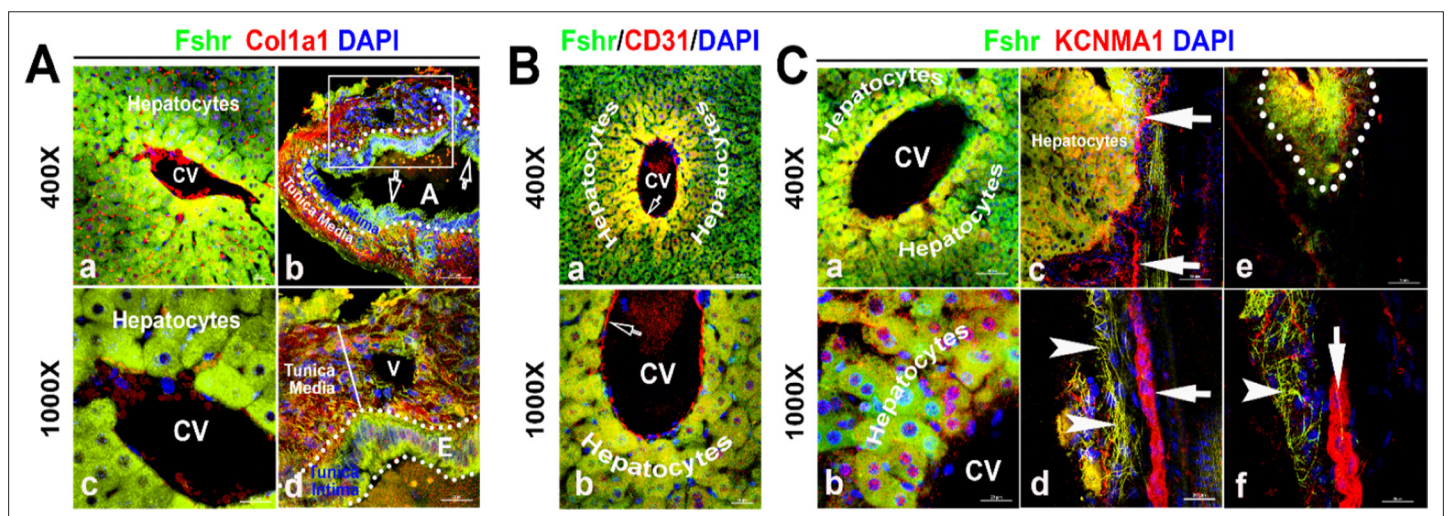 Fshr Col1a1 DAPI
Fshr/CD31/DAPI
Fshr KCNMA1 DAPI
A
B
C
400X
400X
400X
Hepatocytes
CV
a
Tunica Intima
Tunica Media
A
b
Hepatocytes
Hepatocytes
CV
a
Hepatocytes
CV
Hepatocytes
a
Hepatocytes
c
e
1000X
1000X
1000X
Hepatocytes
CV
c
Tunica
Media
V
E
Tunica
Intima
d
CV
Hepatocytes
b
Hepatocytes
CV
b
d
f